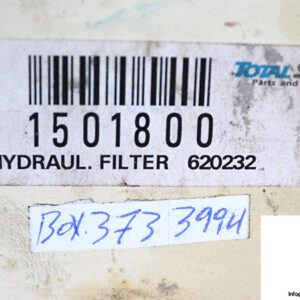 TOTAL
Parts and
1501800
HYDRAUL. FILTER 620232
BOX.373 3994